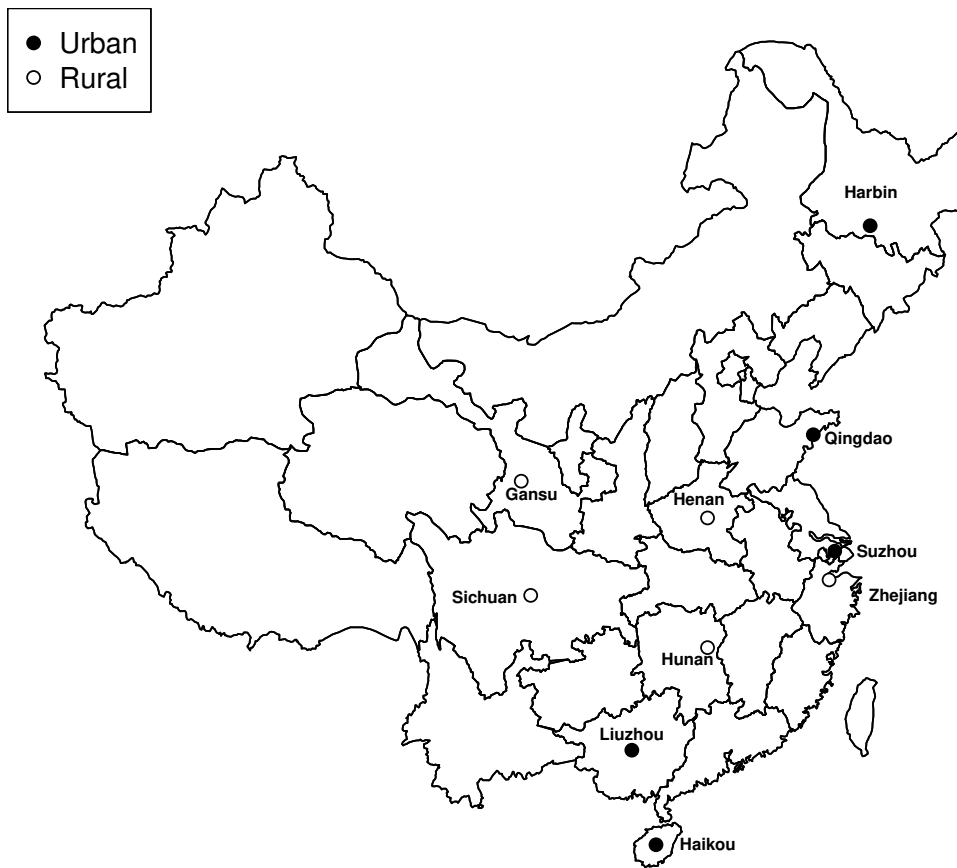 Urban
Rural
Harbin
Qingdao
Gansu
Henan
Suzhou
Sichuan
Zhejiang
Hunan
Liuzhou
Haikou